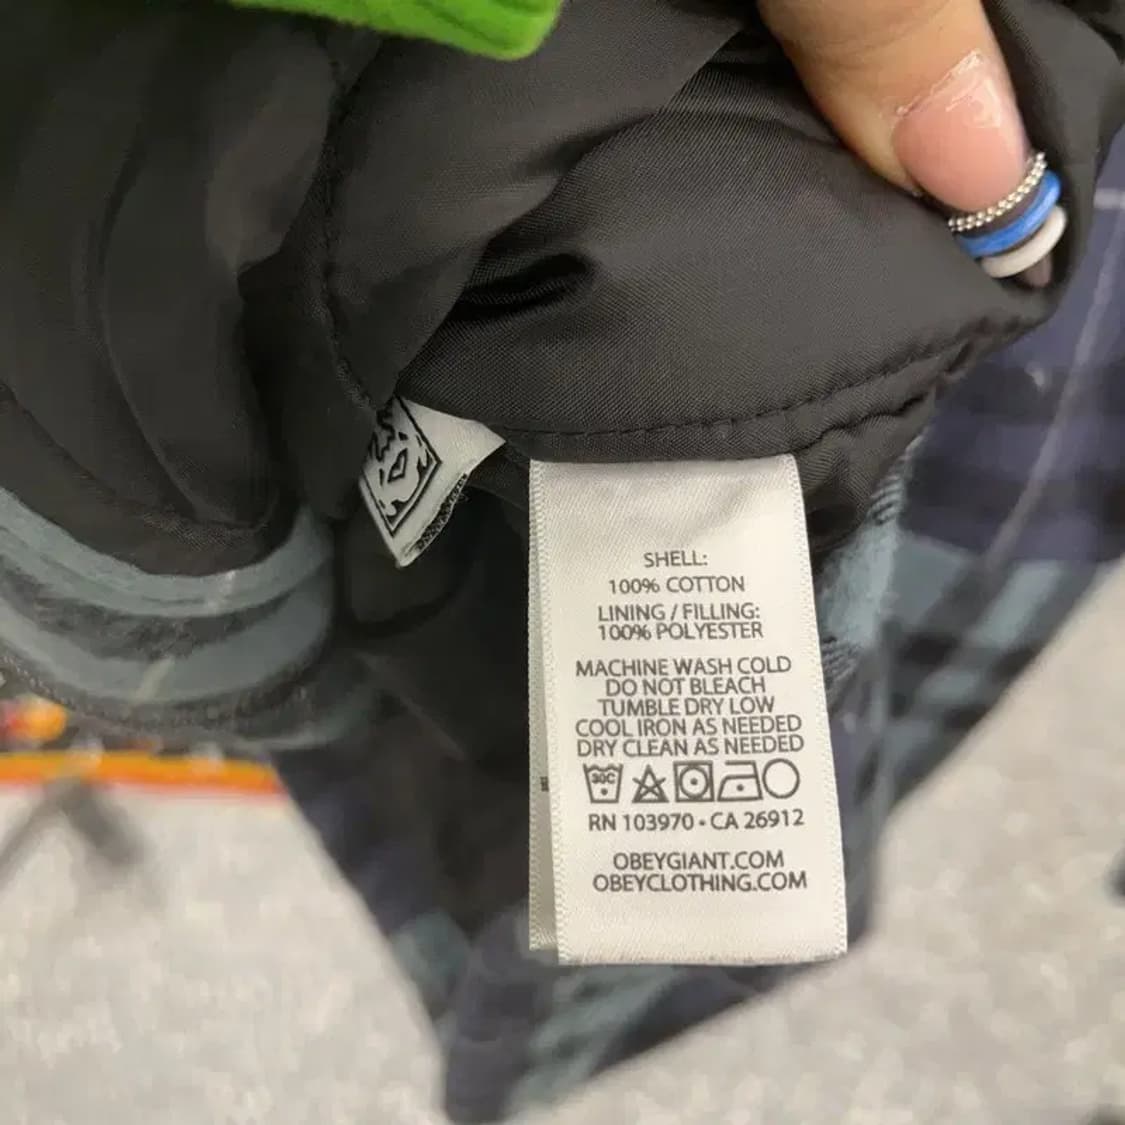 SHELL:
100% COTTON
LINING / FILLING:
100% POLYESTER
MACHINE WASH COLD
DO NOT BLEACH
TUMBLE DRY LOW
COOL IRON AS NEEDED
DRY CLEAN AS NEEDED
30C
RN 103970 • CA 26912
OBEYGIANT.COM
OBEYCLOTHING.COM